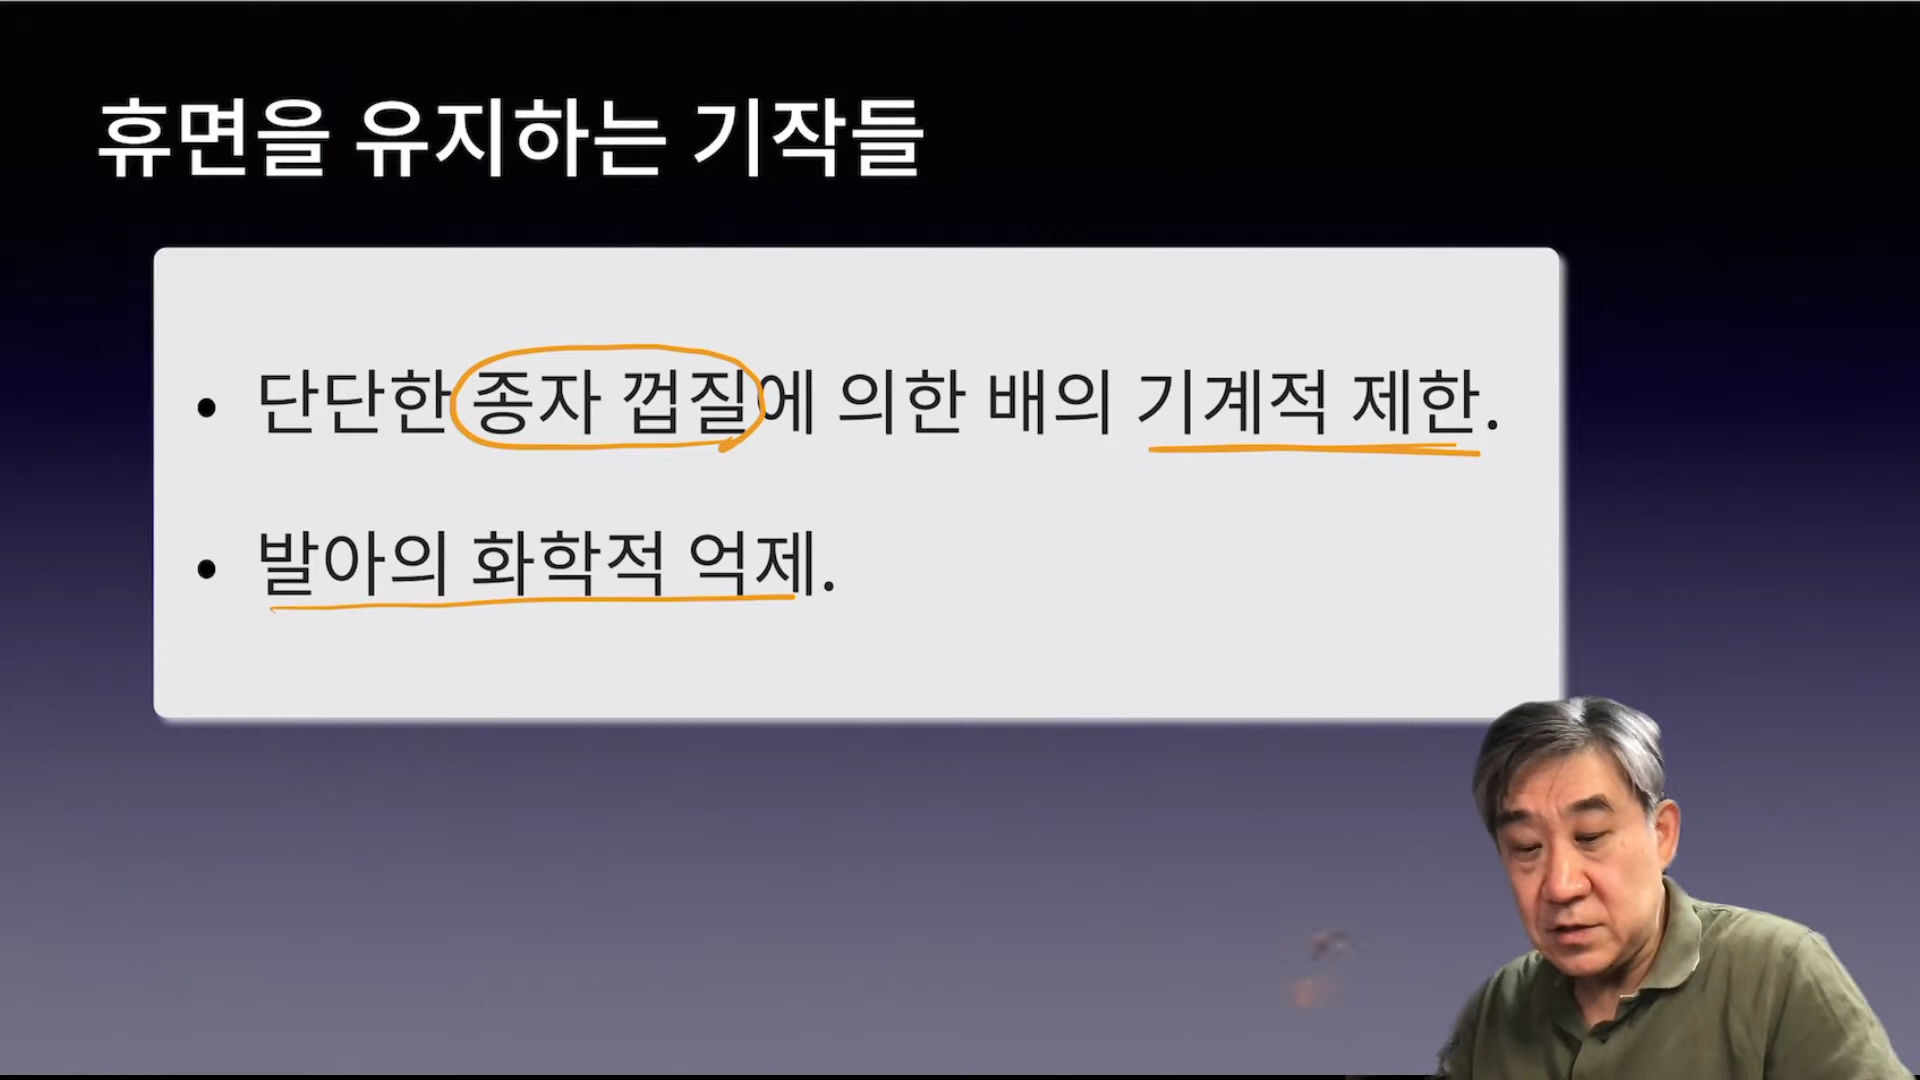 휴면을 유지하는 기작들
• 단단한 종자 껍질에 의한 배의 기계적 제한.
• 발아의 화학적 억제.